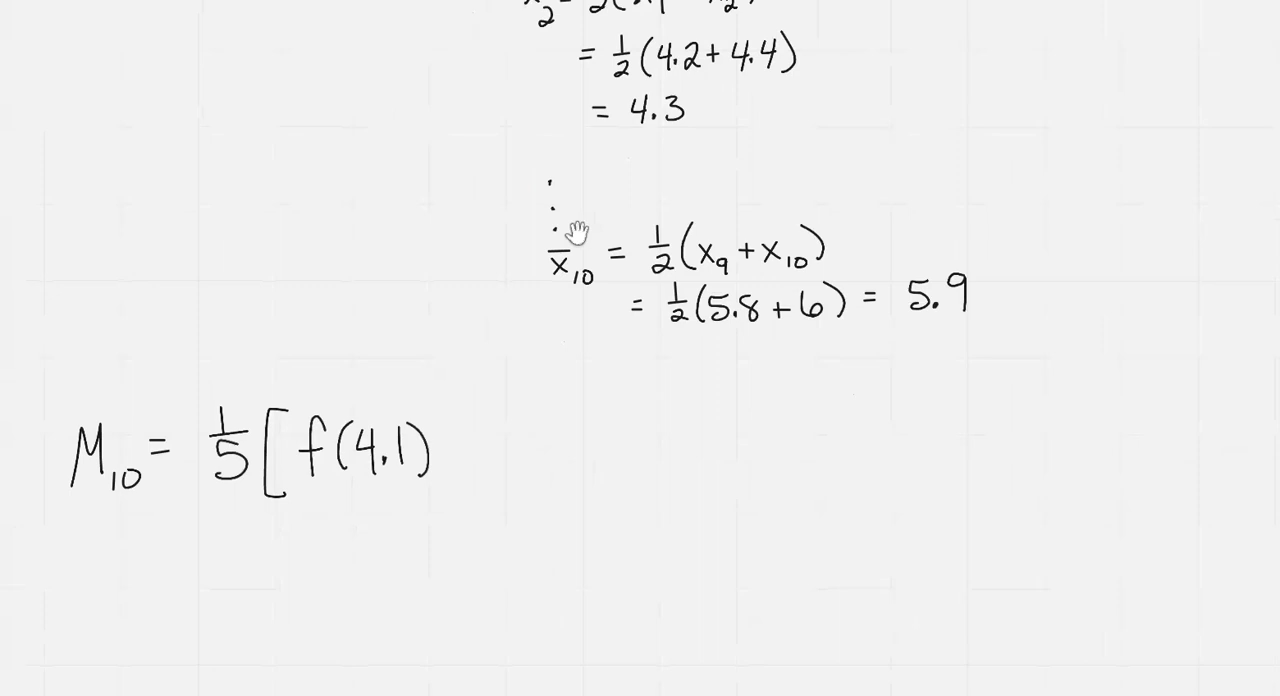 = 1/2 (4.2 + 4.4)
= 4.3
⋮
x̄₁₀ = 1/2 (x₉ + x₁₀)
= 1/2 (5.8 + 6) = 5.9
M₁₀ = 1/5 [ f(4.1)